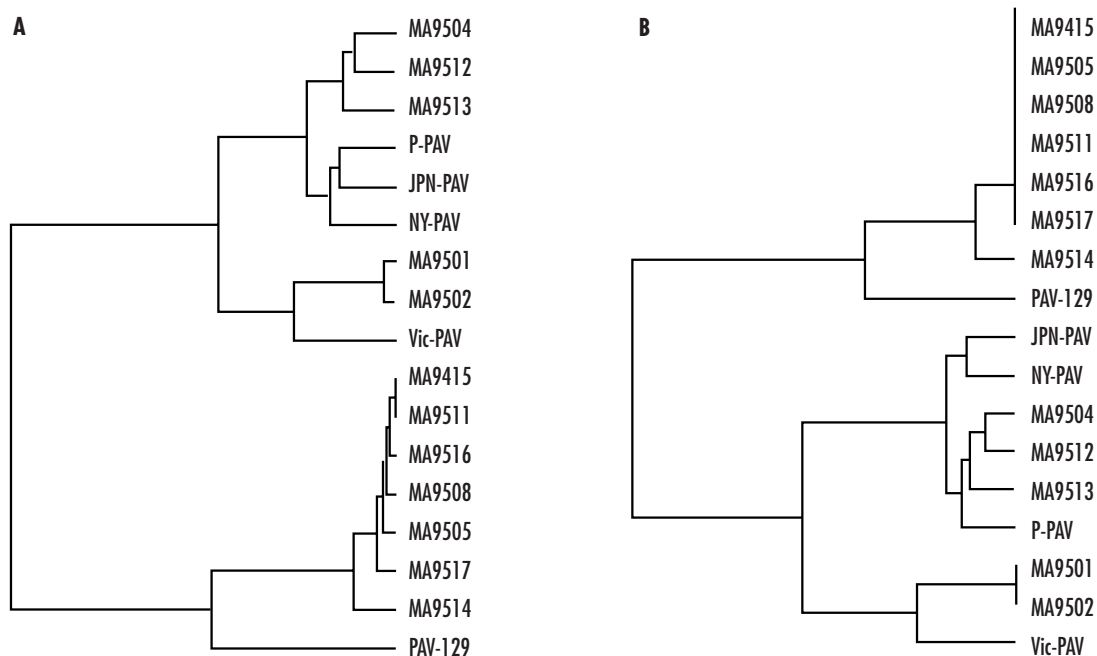 A
MA9504
MA9512
MA9513
P-PAV
JPN-PAV
NY-PAV
MA9501
MA9502
Vic-PAV
MA9415
MA9511
MA9516
MA9508
MA9505
MA9517
MA9514
PAV-129
B
MA9415
MA9505
MA9508
MA9511
MA9516
MA9517
MA9514
PAV-129
JPN-PAV
NY-PAV
MA9504
MA9512
MA9513
P-PAV
MA9501
MA9502
Vic-PAV